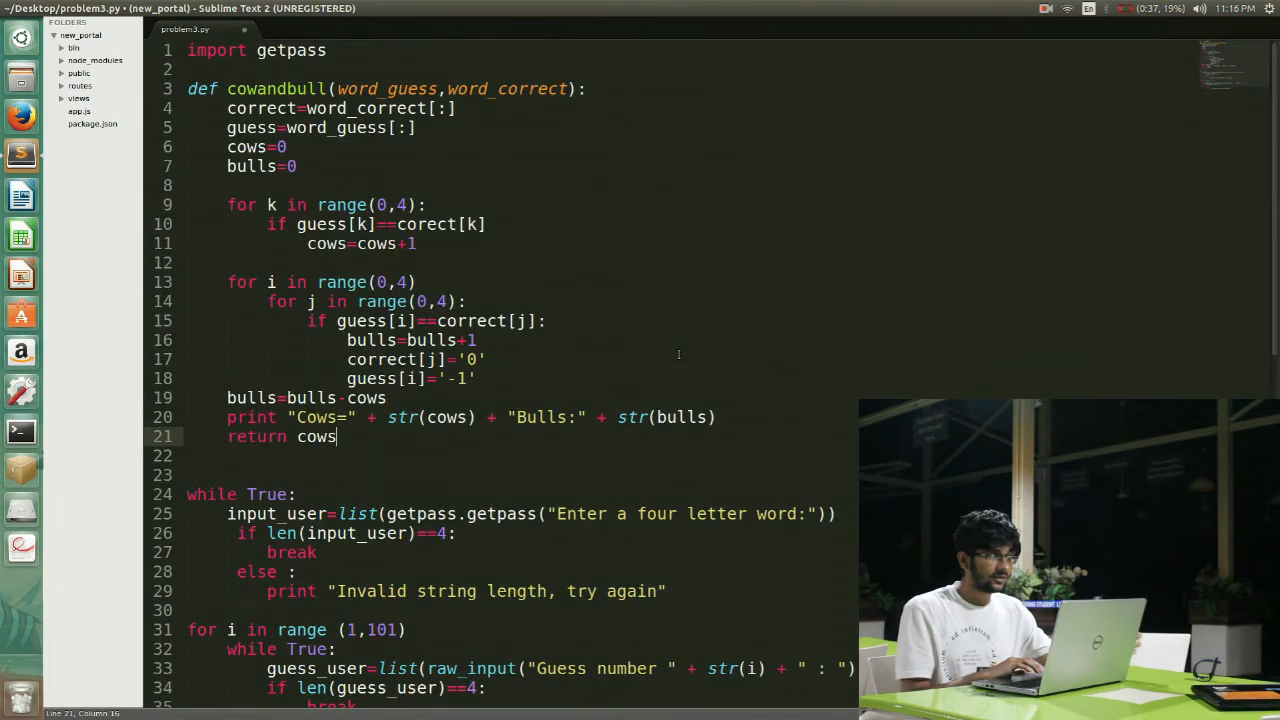 ~/Desktop/problem3.py • (new_portal) - Sublime Text 2 (UNREGISTERED)
En
(0:37, 19%)
11:16 PM
FOLDERS
new_portal
bin
node_modules
public
routes
views
app.js
package.json
problem3.py
1 import getpass
2
3 def cowandbull(word_guess,word_correct):
4 correct=word_correct[:]
5 guess=word_guess[:]
6 cows=0
7 bulls=0
8
9 for k in range(0,4):
10 if guess[k]==corect[k]
11 cows=cows+1
12
13 for i in range(0,4)
14 for j in range(0,4):
15 if guess[i]==correct[j]:
16 bulls=bulls+1
17 correct[j]='0'
18 guess[i]='-1'
19 bulls=bulls-cows
20 print "Cows=" + str(cows) + "Bulls:" + str(bulls)
21 return cows
22
23
24 while True:
25 input_user=list(getpass.getpass("Enter a four letter word:"))
26 if len(input_user)==4:
27 break
28 else :
29 print "Invalid string length, try again"
30
31 for i in range (1,101)
32 while True:
33 guess_user=list(raw_input("Guess number " + str(i) + " : ")
34 if len(guess_user)==4:
35 break
Line 21, Column 16
ad infinitum
DELL